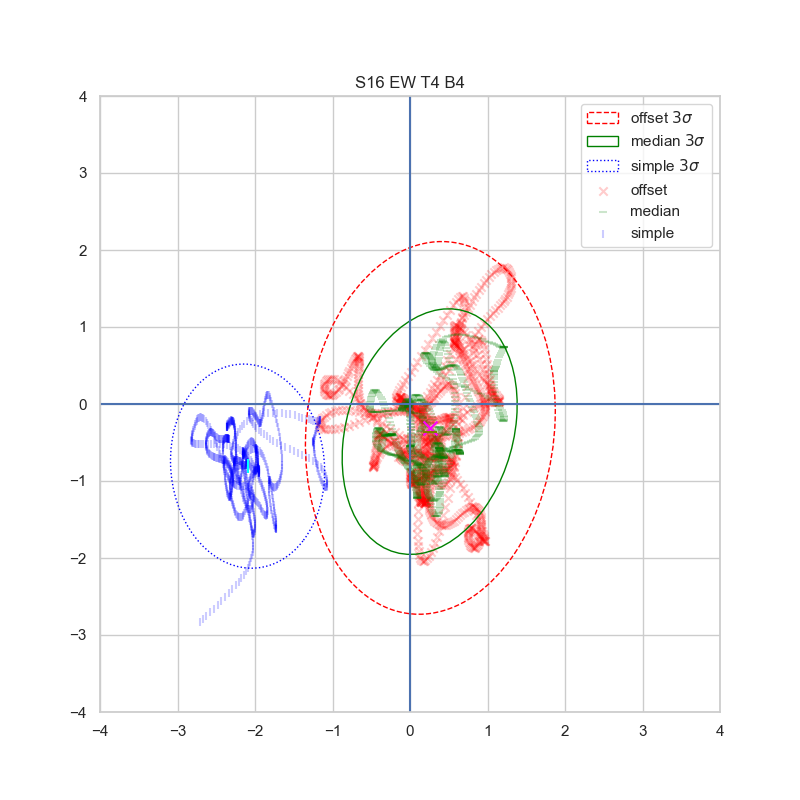 S16 EW T4 B4
4
3
2
1
0
−1
−2
−3
−4
−4
−3
−2
−1
0
1
2
3
4
offset 3σ
median 3σ
simple 3σ
offset
median
simple